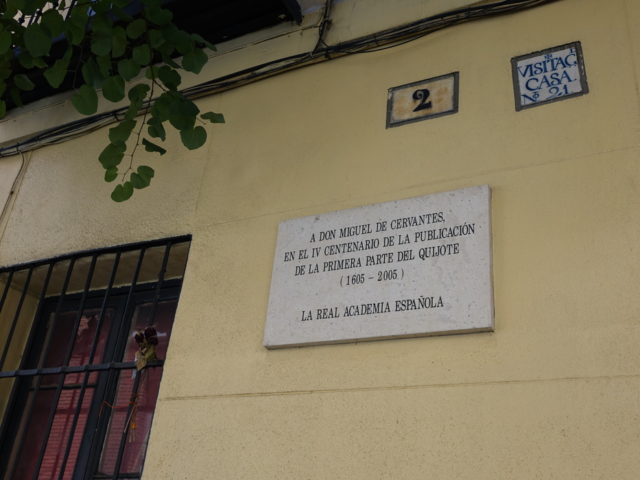 VISITAG
CASA
Nº 21
2
A DON MIGUEL DE CERVANTES,
EN EL IV CENTENARIO DE LA PUBLICACIÓN
DE LA PRIMERA PARTE DEL QUIJOTE
(1605 - 2005)
LA REAL ACADEMIA ESPAÑOLA